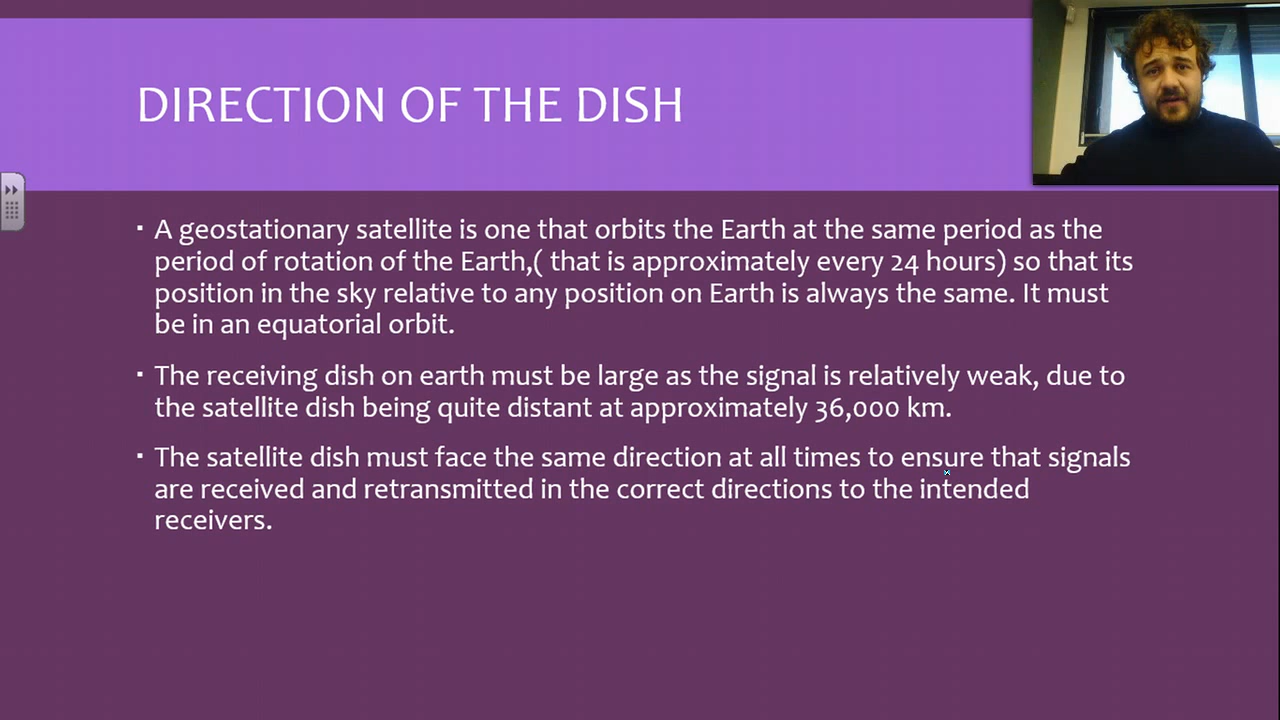 DIRECTION OF THE DISH
▪ A geostationary satellite is one that orbits the Earth at the same period as the
period of rotation of the Earth,( that is approximately every 24 hours) so that its
position in the sky relative to any position on Earth is always the same. It must
be in an equatorial orbit.
▪ The receiving dish on earth must be large as the signal is relatively weak, due to
the satellite dish being quite distant at approximately 36,000 km.
▪ The satellite dish must face the same direction at all times to ensure that signals
are received and retransmitted in the correct directions to the intended
receivers.